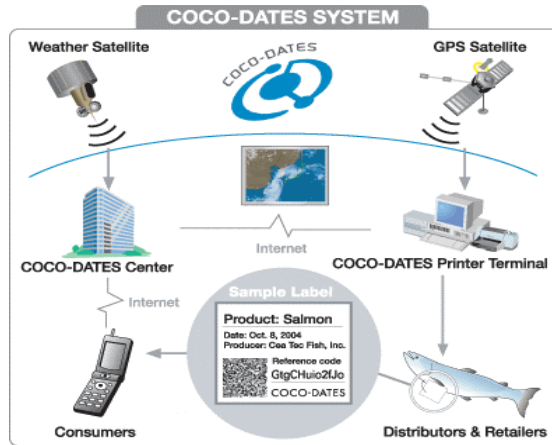 COCO-DATES SYSTEM
Weather Satellite
GPS Satellite
COCO-DATES
Internet
COCO-DATES Center
COCO-DATES Printer Terminal
Internet
Sample Label
Product: Salmon
Date: Oct. 8, 2004
Producer: Cea Tec Fish, Inc.
Reference code
GtgCHuio2fJo
COCO-DATES
Consumers
Distributors & Retailers